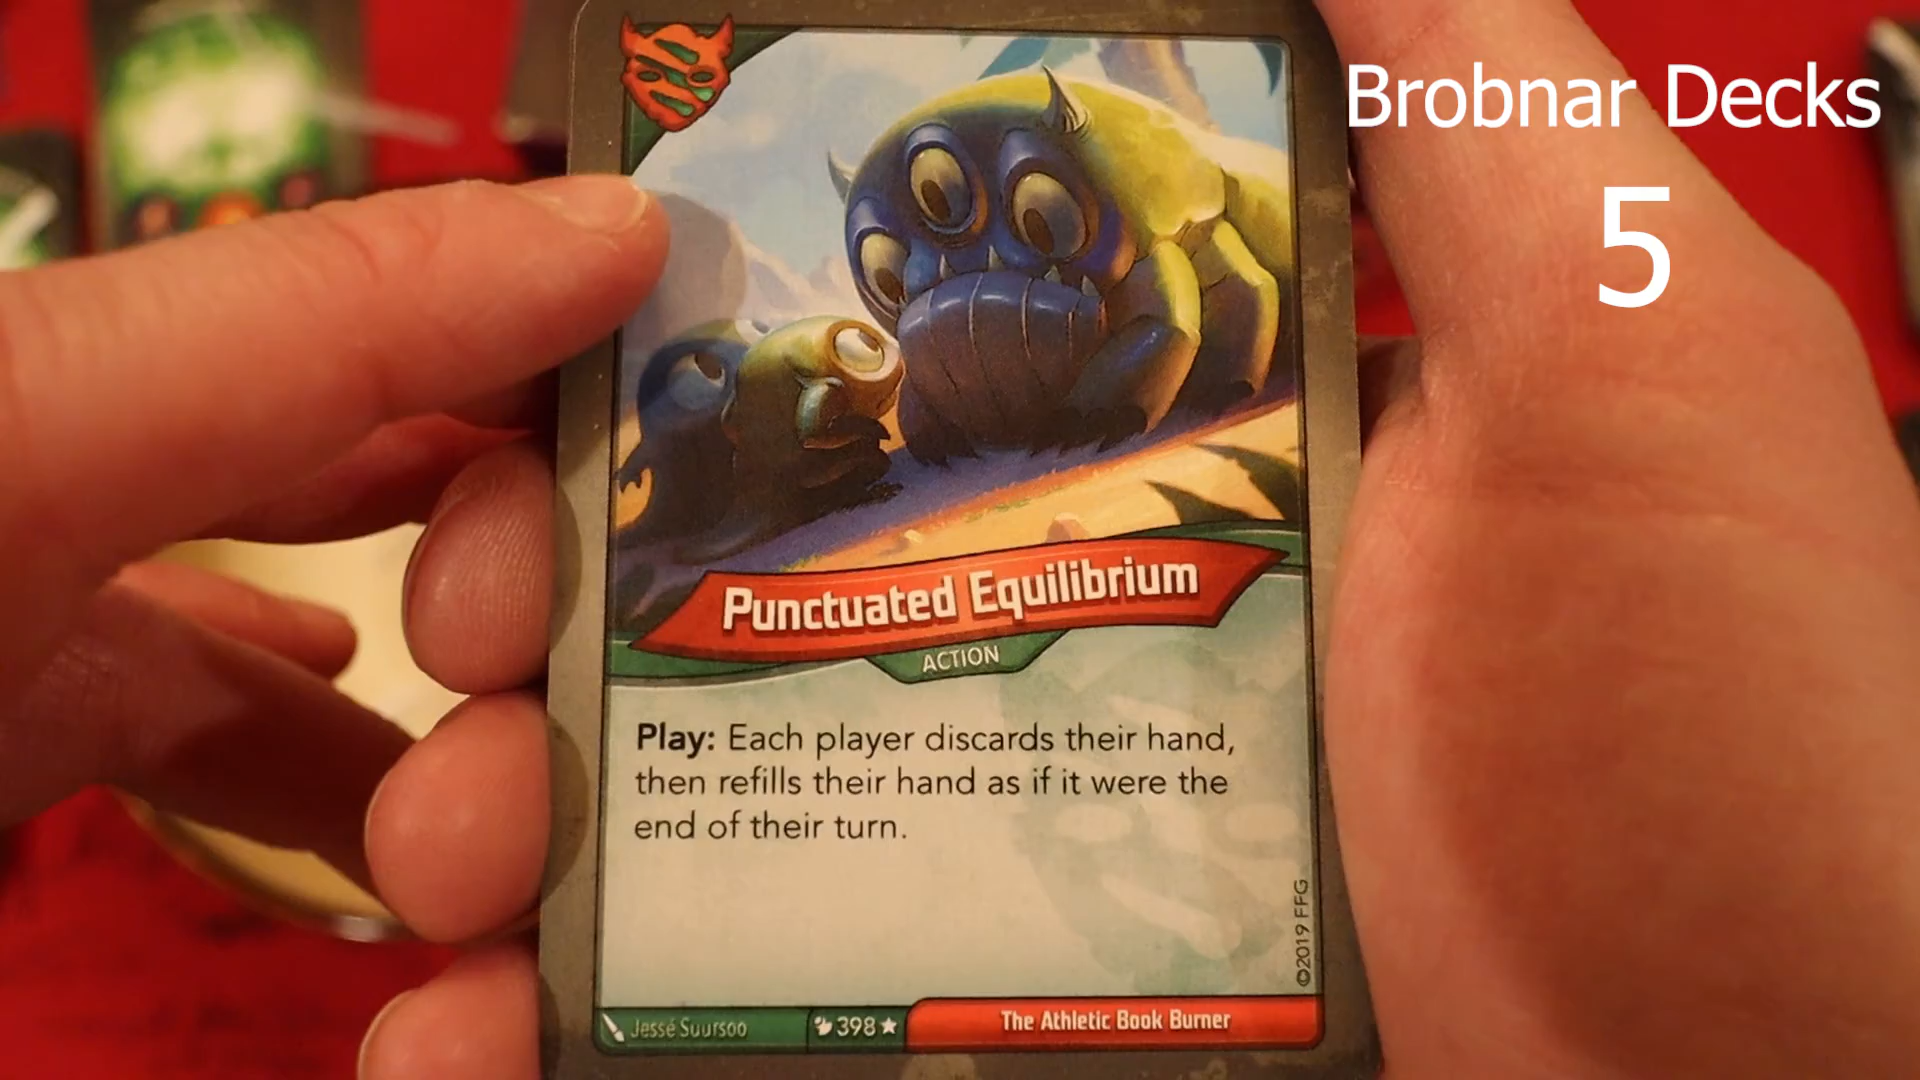 Brobnar Decks
5
Punctuated Equilibrium
ACTION
Play: Each player discards their hand,
then refills their hand as if it were the
end of their turn.
©2019 FFG
Jessé Suursoo
398
The Athletic Book Burner